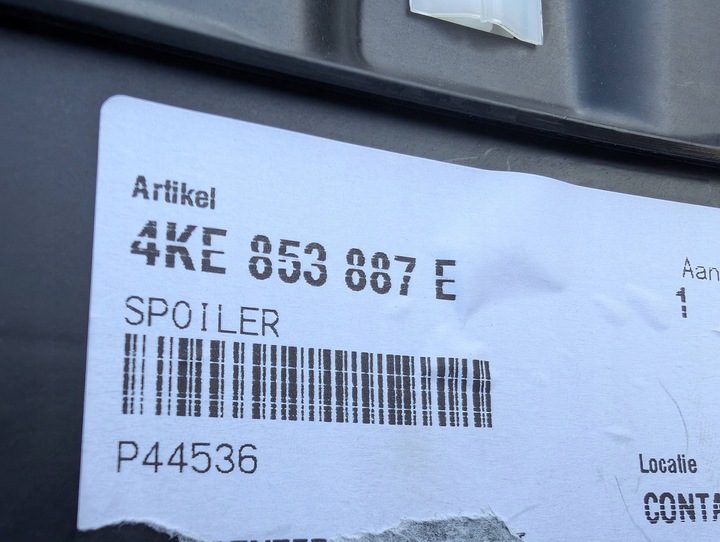 Artikel
4KE 853 887 E
SPOILER
P44536
Aan
1
Locatie
CONTA